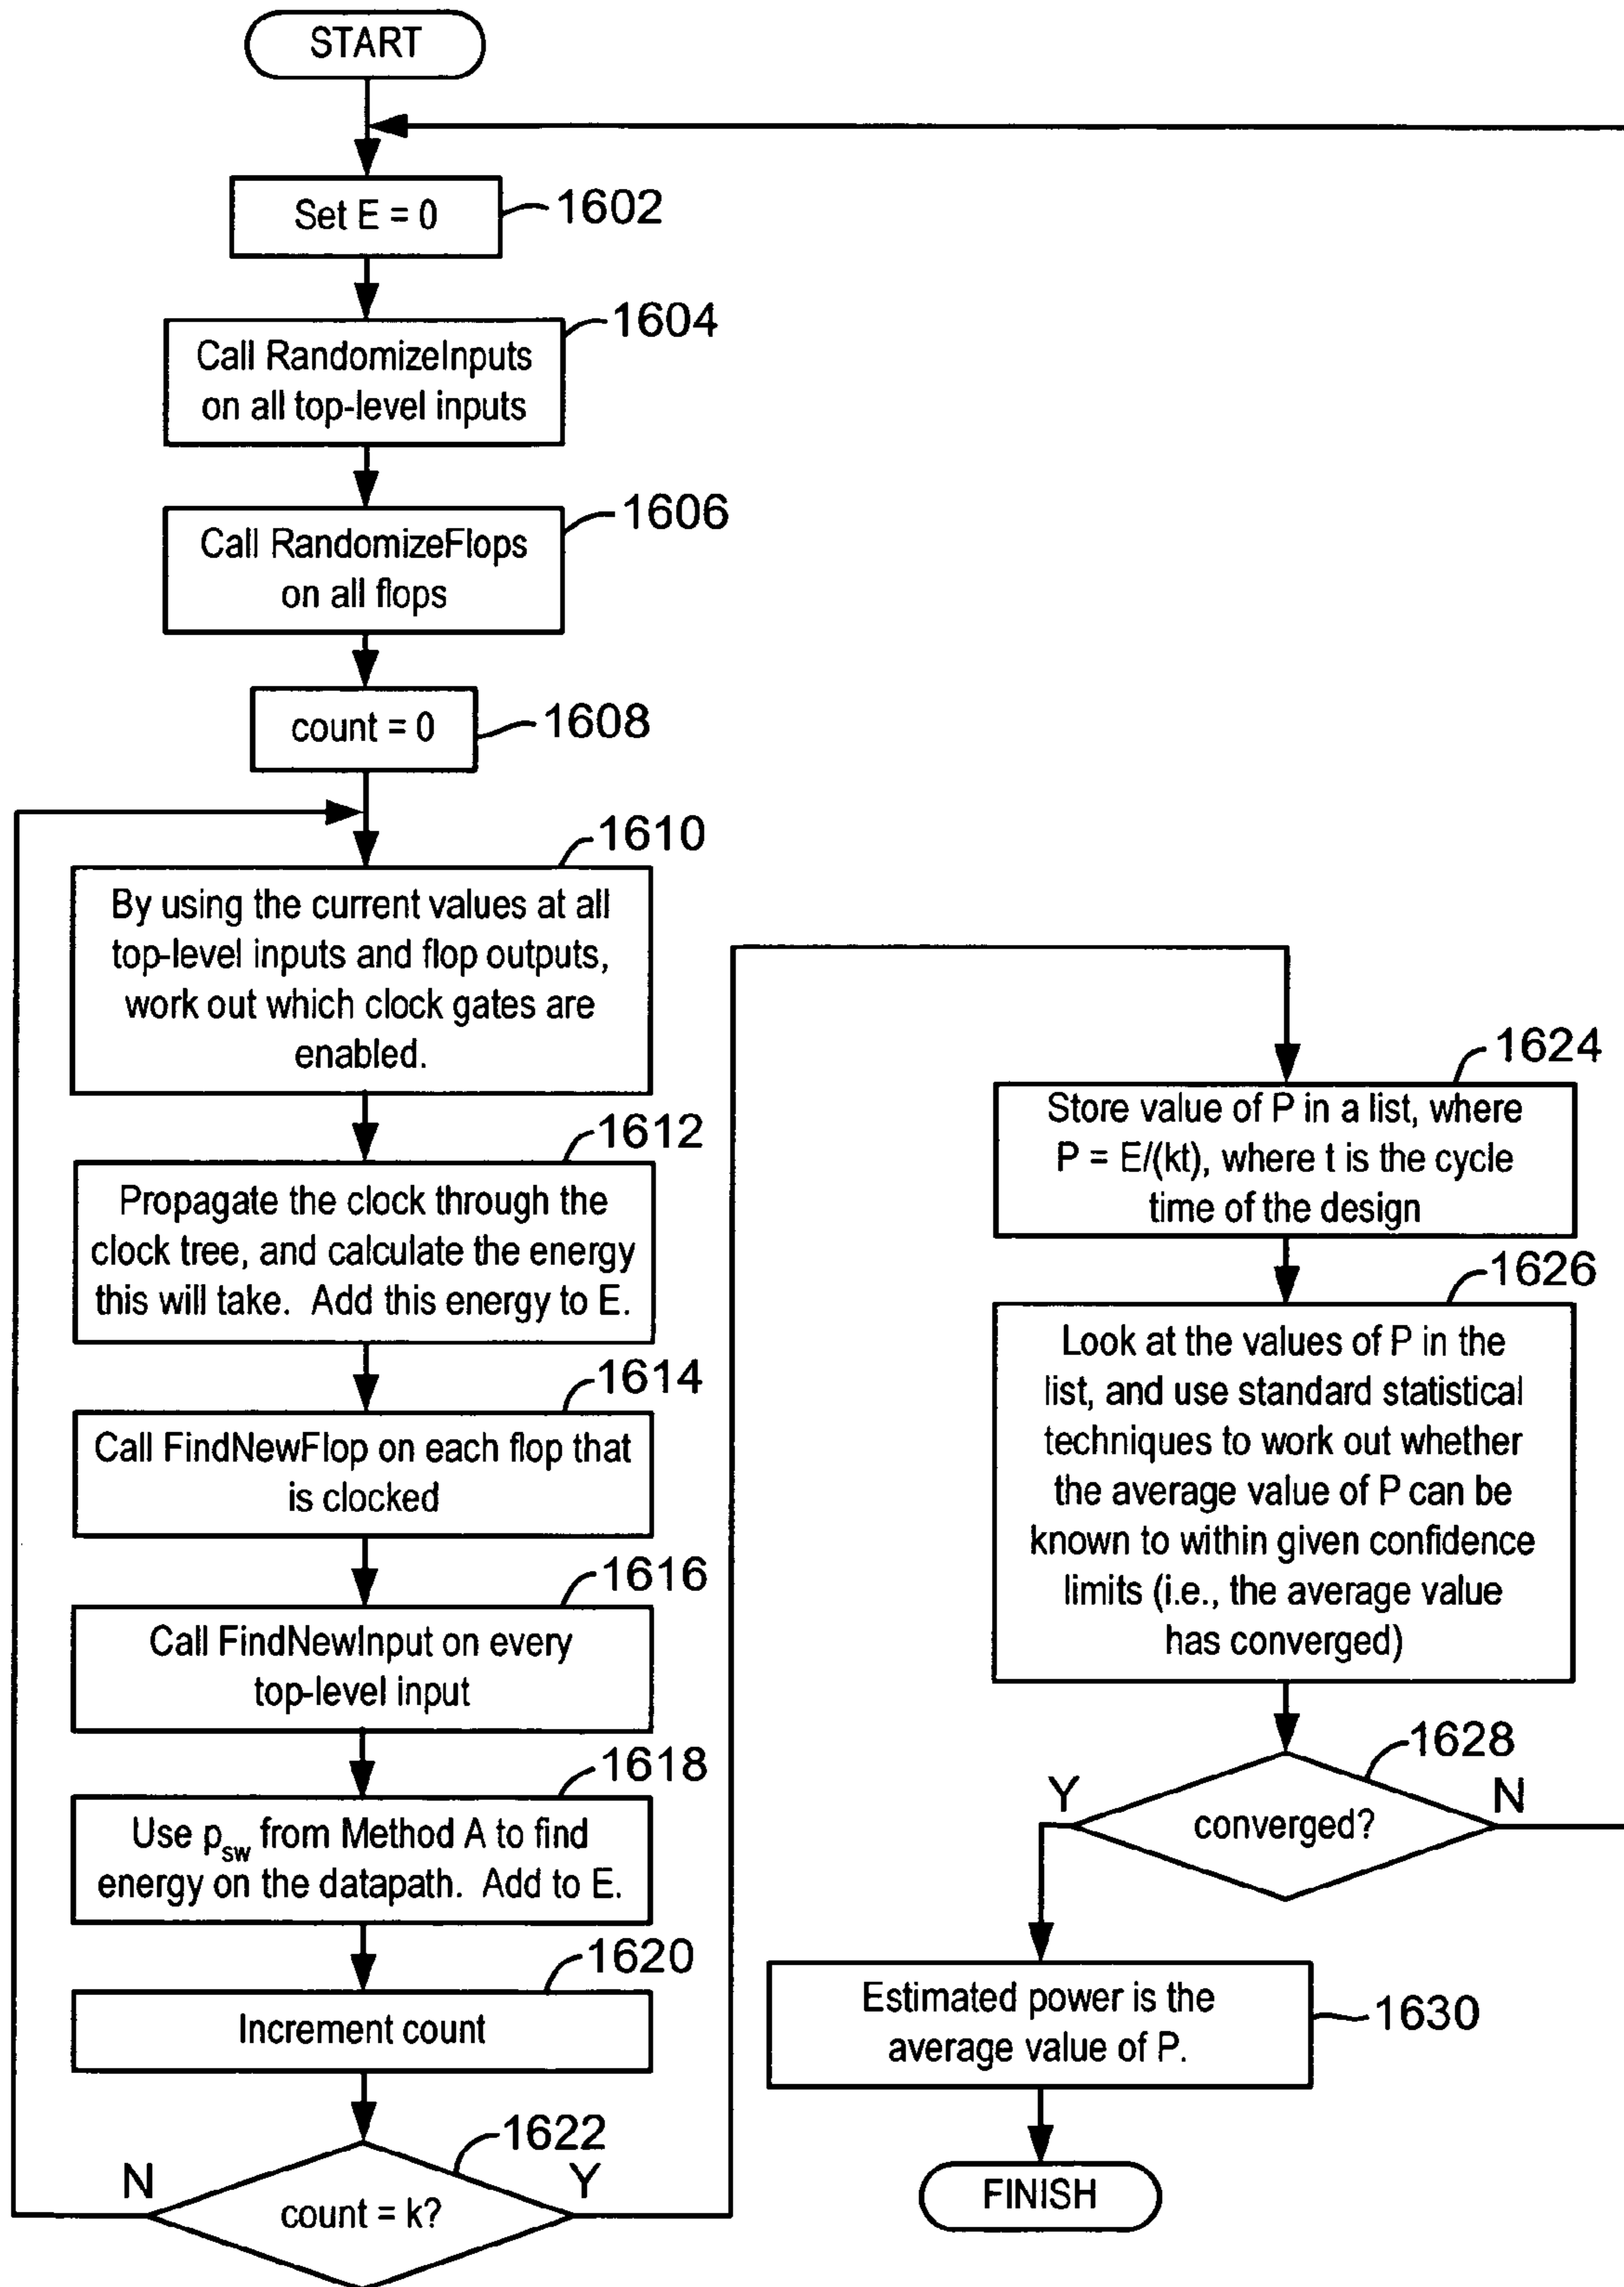 START
Set E = 0
1602
Call RandomizeInputs
on all top-level inputs
1604
Call RandomizeFlops
on all flops
1606
count = 0
1608
1610
By using the current values at all
top-level inputs and flop outputs,
work out which clock gates are
enabled.
1612
Propagate the clock through the
clock tree, and calculate the energy
this will take. Add this energy to E.
1614
Call FindNewFlop on each flop that
is clocked
1616
Call FindNewInput on every
top-level input
1618
Use psw from Method A to find
energy on the datapath. Add to E.
1620
Increment count
1622
N
Y
count = k?
1624
Store value of P in a list, where
P = E/(kt), where t is the cycle
time of the design
1626
Look at the values of P in the
list, and use standard statistical
techniques to work out whether
the average value of P can be
known to within given confidence
limits (i.e., the average value
has converged)
1628
Y
N
converged?
Estimated power is the
average value of P.
1630
FINISH